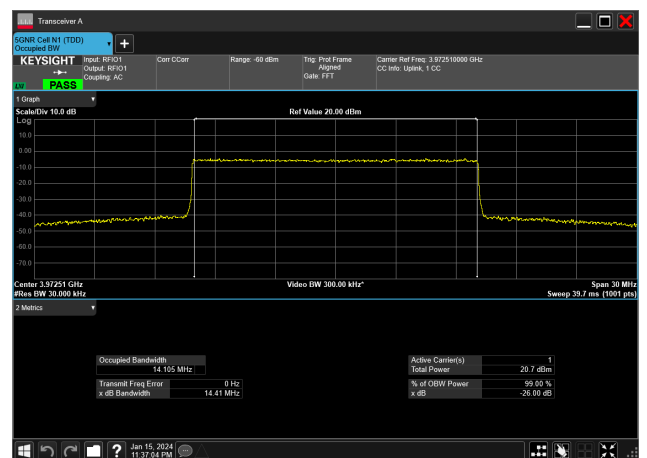 Transceiver A
5GNR Cell N1 (TDD)
Occupied BW
+
KEYSIGHT
LV
PASS
Input: RFIO1
Output: RFIO1
Coupling: AC
Corr CCorr
Range: -60 dBm
Trig: Prot Frame
Aligned
Gate: FFT
Carrier Ref Freq: 3.972510000 GHz
CC Info: Uplink, 1 CC
1 Graph
Scale/Div 10.0 dB
Ref Value 20.00 dBm
Log
10.0
0.00
-10.0
-20.0
-30.0
-40.0
-50.0
-60.0
-70.0
Center 3.97251 GHz
Video BW 300.00 kHz*
Span 30 MHz
#Res BW 30.000 kHz
Sweep 39.7 ms (1001 pts)
2 Metrics
Occupied Bandwidth
14.105 MHz
Active Carrier(s) 1
Total Power 20.7 dBm
Transmit Freq Error 0 Hz
x dB Bandwidth 14.41 MHz
% of OBW Power 99.00 %
x dB -26.00 dB
?
Jan 15, 2024
11:37:04 PM